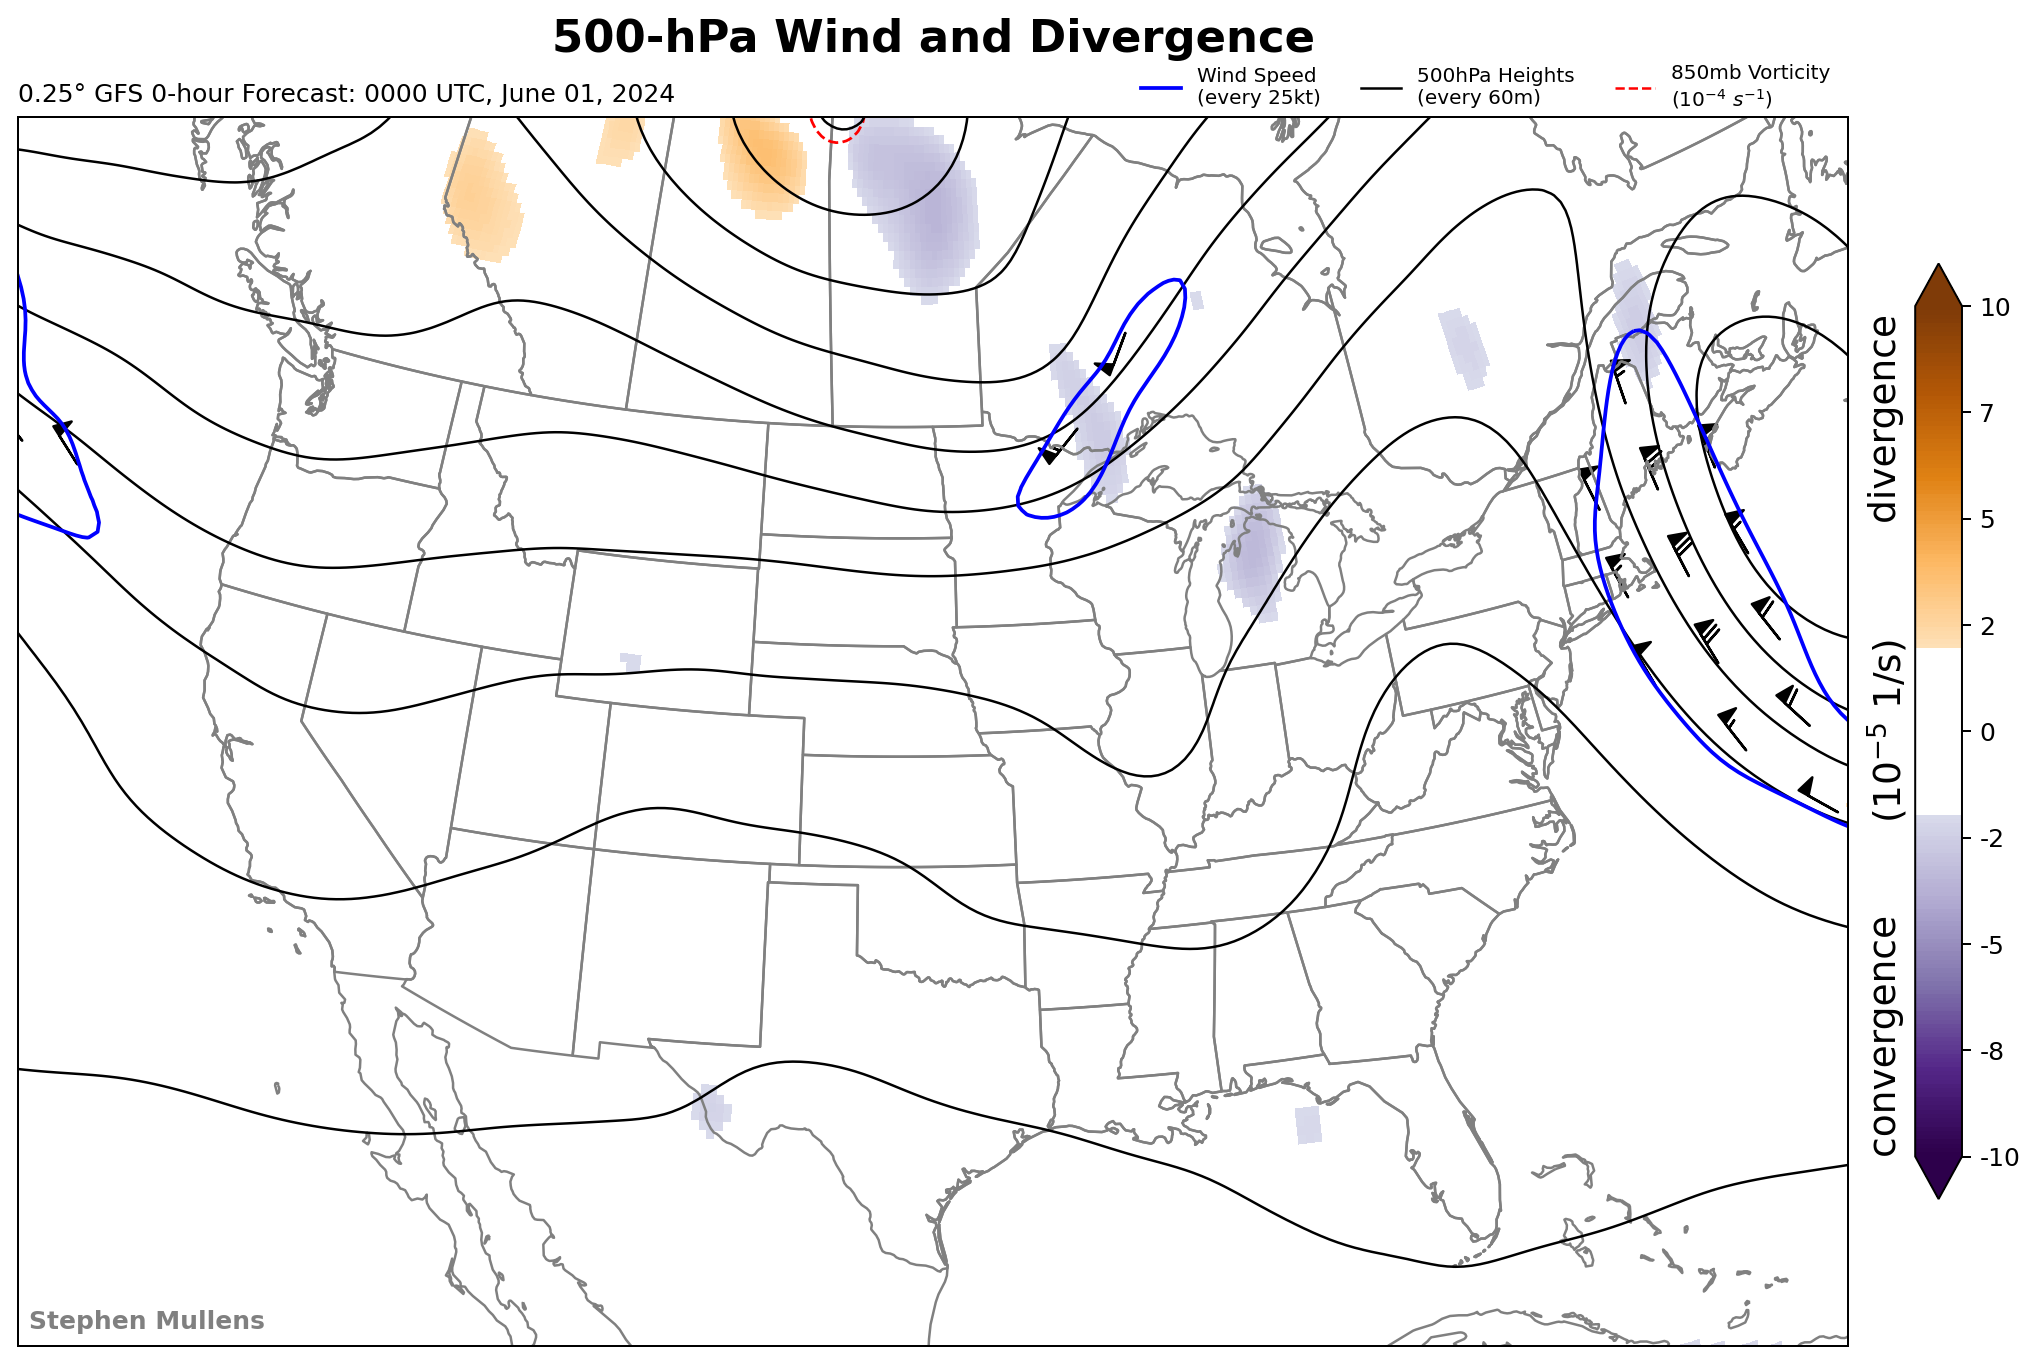 500-hPa Wind and Divergence
0.25° GFS 0-hour Forecast: 0000 UTC, June 01, 2024
Wind Speed
(every 25kt)
500hPa Heights
(every 60m)
850mb Vorticity
(10⁻⁴ s⁻¹)
10
7
5
2
0
-2
-5
-8
-10
convergence (10⁻⁵ 1/s) divergence
Stephen Mullens